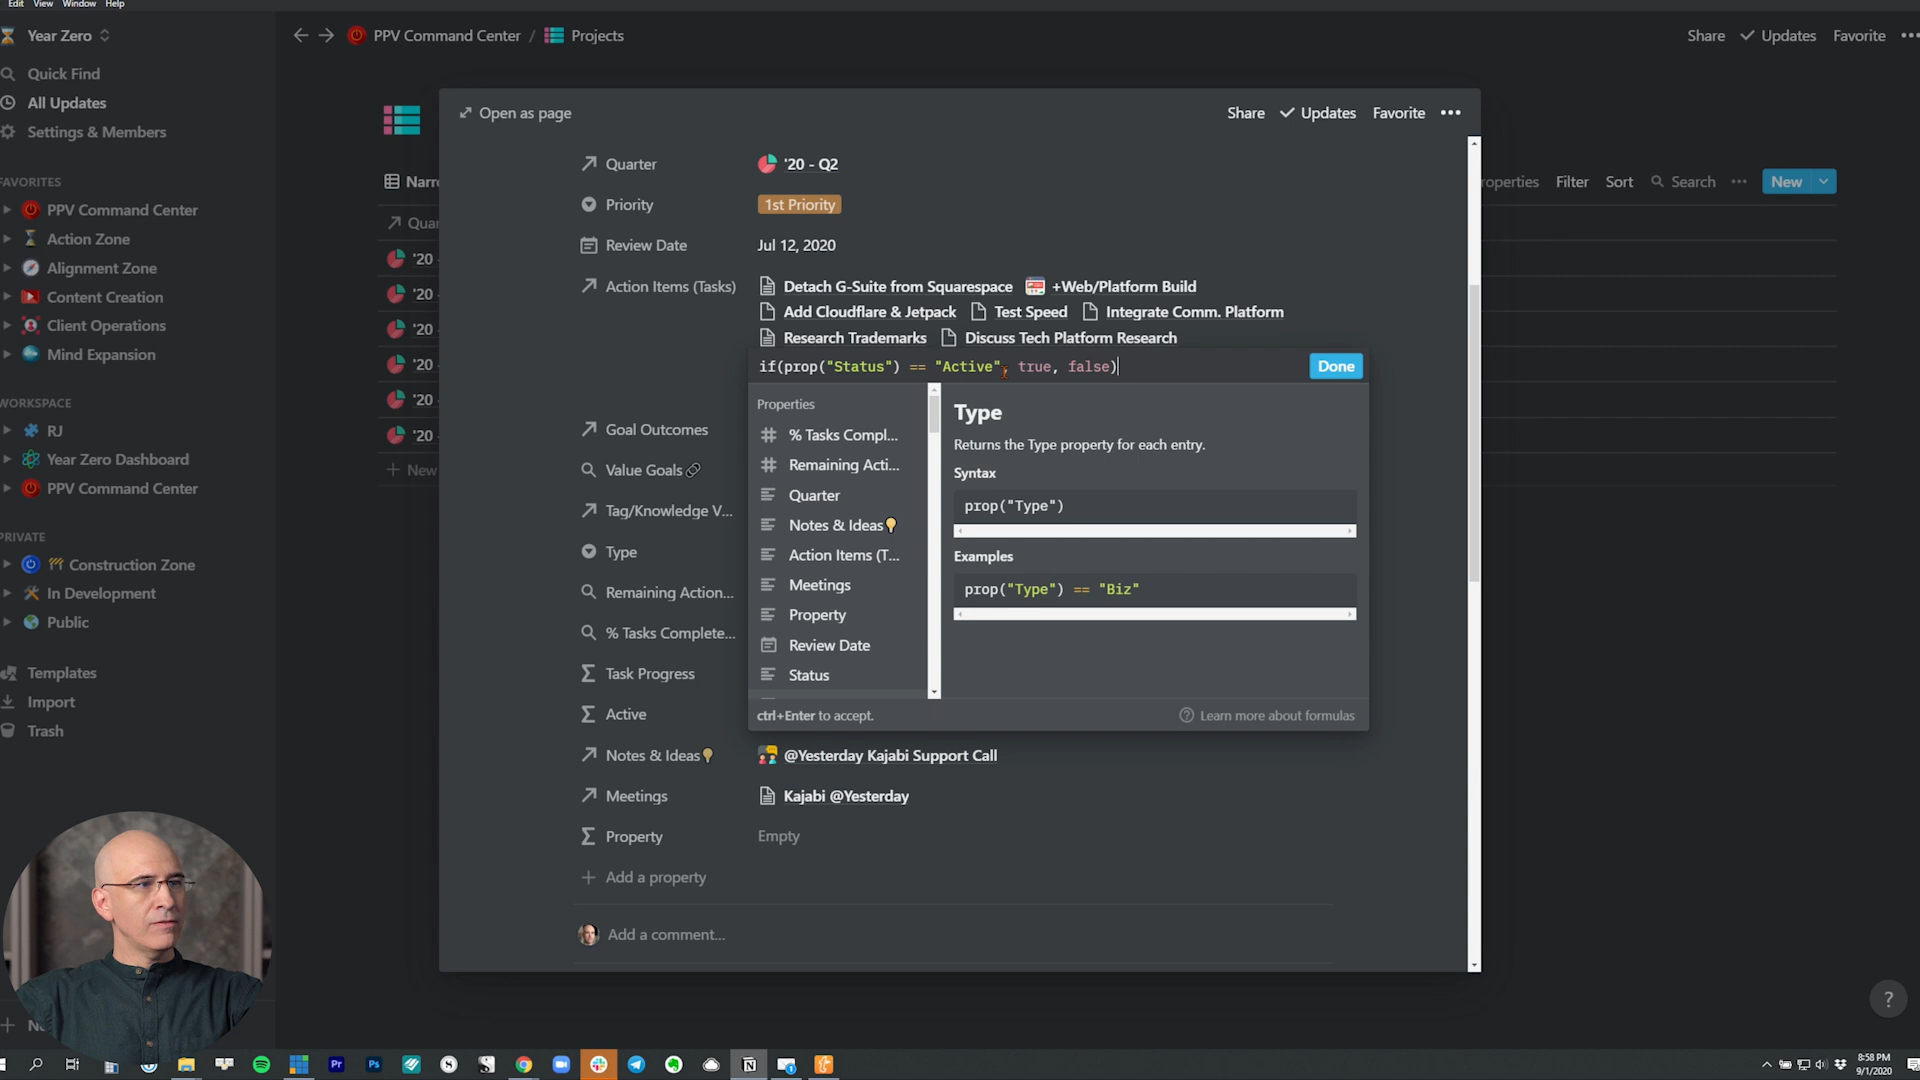 Edit View Window Help
Year Zero
PPV Command Center / Projects
Share Updates Favorite
Quick Find
All Updates
Settings & Members
FAVORITES
PPV Command Center
Action Zone
Alignment Zone
Content Creation
Client Operations
Mind Expansion
WORKSPACE
RJ
Year Zero Dashboard
PPV Command Center
PRIVATE
Construction Zone
In Development
Public
Templates
Import
Trash
Filter Sort Search New
'20
'20
'20
'20
'20
'20
+ New
Open as page
Share Updates Favorite
Quarter '20 - Q2
Priority 1st Priority
Review Date Jul 12, 2020
Action Items (Tasks) Detach G-Suite from Squarespace +Web/Platform Build
Add Cloudflare & Jetpack Test Speed Integrate Comm. Platform
Research Trademarks Discuss Tech Platform Research
if(prop("Status") == "Active", true, false) Done
Goal Outcomes
Value Goals
Tag/Knowledge V...
Type
Remaining Action...
% Tasks Complete...
Task Progress
Active
Properties
% Tasks Compl...
Remaining Acti...
Quarter
Notes & Ideas
Action Items (T...
Meetings
Property
Review Date
Status
Type
Returns the Type property for each entry.
Syntax
prop("Type")
Examples
prop("Type") == "Biz"
ctrl+Enter to accept. ? Learn more about formulas
Notes & Ideas @Yesterday Kajabi Support Call
Meetings Kajabi @Yesterday
Property Empty
+ Add a property
Add a comment...
?
Pr Ps
8:58 PM
9/1/2020